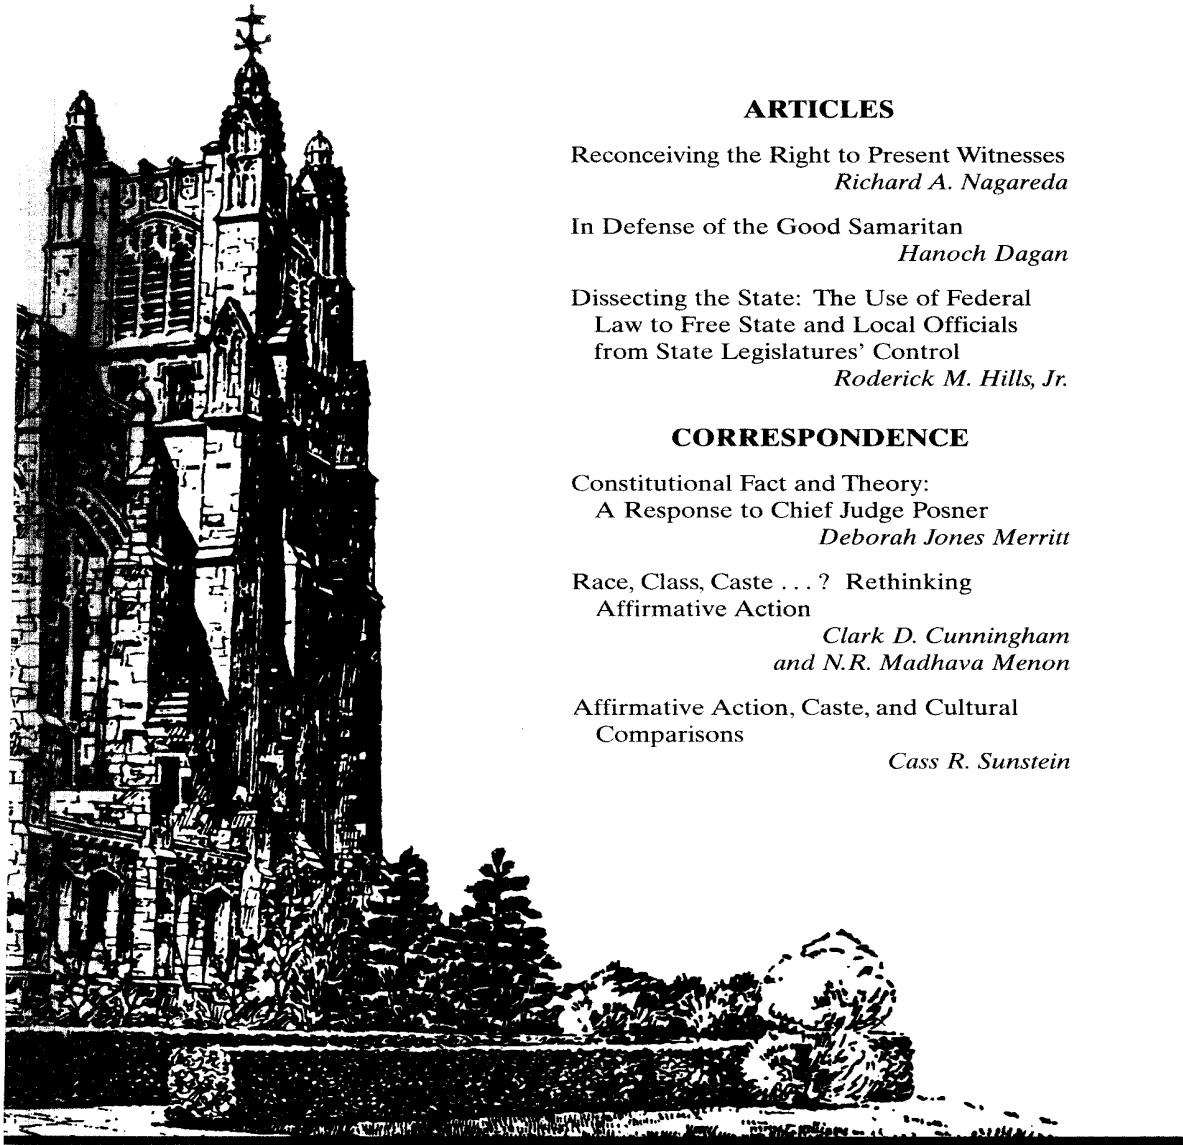 ARTICLES
Reconceiving the Right to Present Witnesses
Richard A. Nagareda
In Defense of the Good Samaritan
Hanoch Dagan
Dissecting the State: The Use of Federal
Law to Free State and Local Officials
from State Legislatures' Control
Roderick M. Hills, Jr.
CORRESPONDENCE
Constitutional Fact and Theory:
A Response to Chief Judge Posner
Deborah Jones Merritt
Race, Class, Caste . . . ? Rethinking
Affirmative Action
Clark D. Cunningham
and N.R. Madhava Menon
Affirmative Action, Caste, and Cultural
Comparisons
Cass R. Sunstein